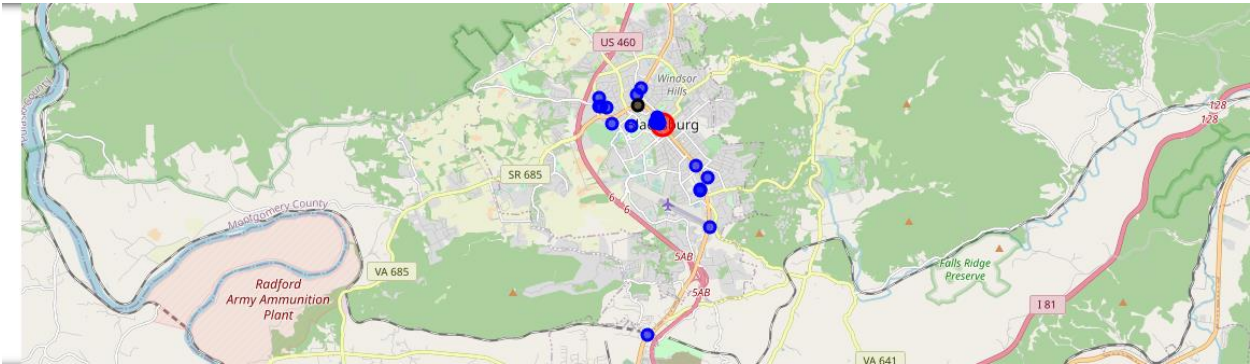 US 460
Windsor
Hills
128
128
SR 685
Montgomery County
6
6
5AB
VA 685
Falls Ridge
Preserve
Radford
Army Ammunition
Plant
5AB
I 81
VA 641